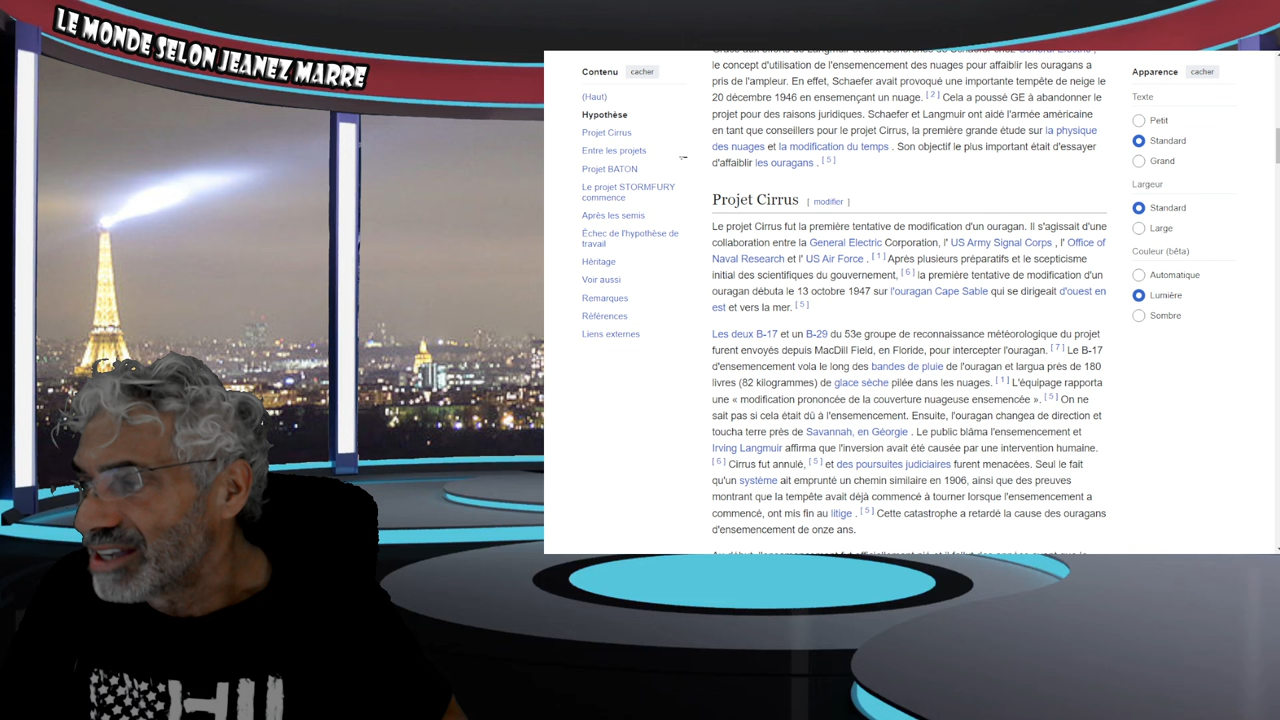 LE MONDE SELON JEANEZ MARRE
Contenu cacher
(Haut)
Hypothèse
Projet Cirrus
Entre les projets
Projet BATON
Le projet STORMFURY
commence
Après les semis
Échec de l'hypothèse de
travail
Héritage
Voir aussi
Remarques
Références
Liens externes
le concept d'utilisation de l'ensemencement des nuages pour affaiblir les ouragans a
pris de l'ampleur. En effet, Schaefer avait provoqué une importante tempête de neige le
20 décembre 1946 en ensemençant un nuage. [ 2 ] Cela a poussé GE à abandonner le
projet pour des raisons juridiques. Schaefer et Langmuir ont aidé l'armée américaine
en tant que conseillers pour le projet Cirrus, la première grande étude sur la physique
des nuages et la modification du temps . Son objectif le plus important était d'essayer
d'affaiblir les ouragans . [ 5 ]
Projet Cirrus [ modifier ]
Le projet Cirrus fut la première tentative de modification d'un ouragan. Il s'agissait d'une
collaboration entre la General Electric Corporation, l' US Army Signal Corps , l' Office of
Naval Research et l' US Air Force . [ 1 ] Après plusieurs préparatifs et le scepticisme
initial des scientifiques du gouvernement, [ 6 ] la première tentative de modification d'un
ouragan débuta le 13 octobre 1947 sur l'ouragan Cape Sable qui se dirigeait d'ouest en
est et vers la mer. [ 5 ]
Les deux B-17 et un B-29 du 53e groupe de reconnaissance météorologique du projet
furent envoyés depuis MacDill Field, en Floride, pour intercepter l'ouragan. [ 7 ] Le B-17
d'ensemencement vola le long des bandes de pluie de l'ouragan et largua près de 180
livres (82 kilogrammes) de glace sèche pilée dans les nuages. [ 1 ] L'équipage rapporta
une « modification prononcée de la couverture nuageuse ensemencée ». [ 5 ] On ne
sait pas si cela était dû à l'ensemencement. Ensuite, l'ouragan changea de direction et
toucha terre près de Savannah, en Géorgie . Le public blâma l'ensemencement et
Irving Langmuir affirma que l'inversion avait été causée par une intervention humaine.
[ 6 ] Cirrus fut annulé, [ 5 ] et des poursuites judiciaires furent menacées. Seul le fait
qu'un système ait emprunté un chemin similaire en 1906, ainsi que des preuves
montrant que la tempête avait déjà commencé à tourner lorsque l'ensemencement a
commencé, ont mis fin au litige . [ 5 ] Cette catastrophe a retardé la cause des ouragans
d'ensemencement de onze ans.
Apparence cacher
Texte
Petit
Standard
Grand
Largeur
Standard
Large
Couleur (bêta)
Automatique
Lumière
Sombre